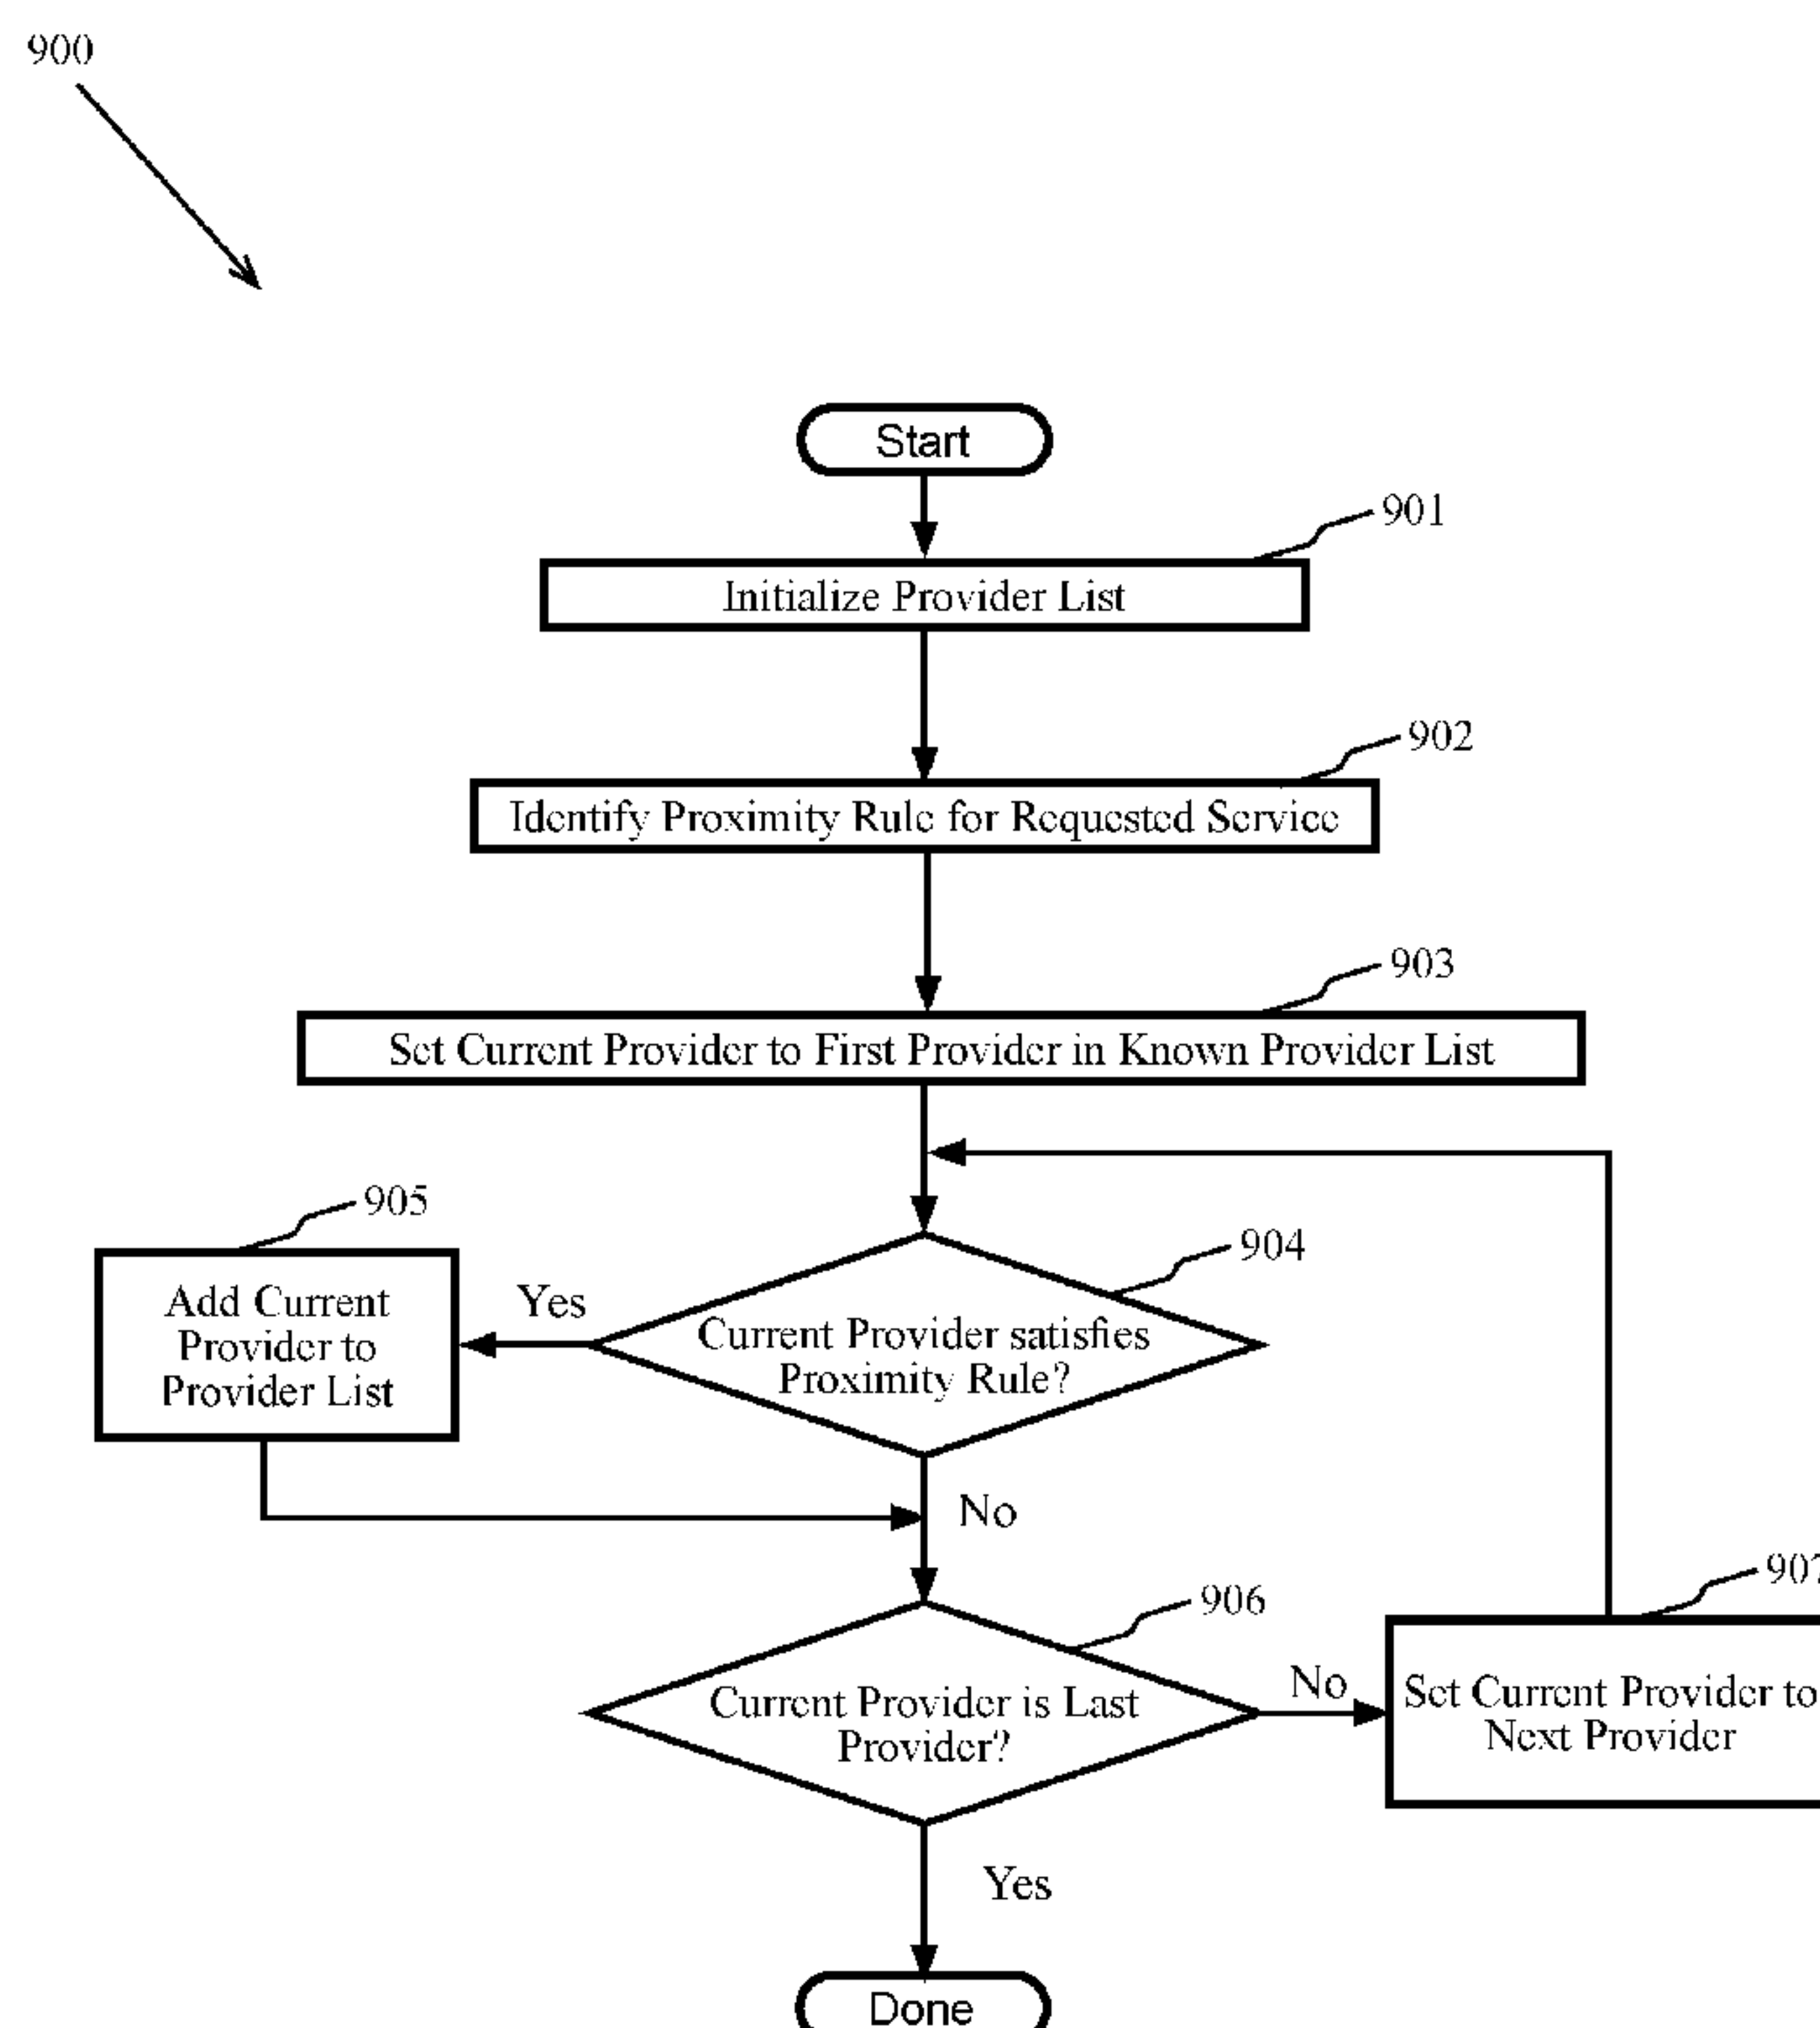 900
Start
901
Initialize Provider List
902
Identify Proximity Rule for Requested Service
903
Set Current Provider to First Provider in Known Provider List
905
904
Add Current
Provider to
Provider List
Yes
Current Provider satisfies
Proximity Rule?
No
907
906
Current Provider is Last
Provider?
No
Set Current Provider to
Next Provider
Yes
Done